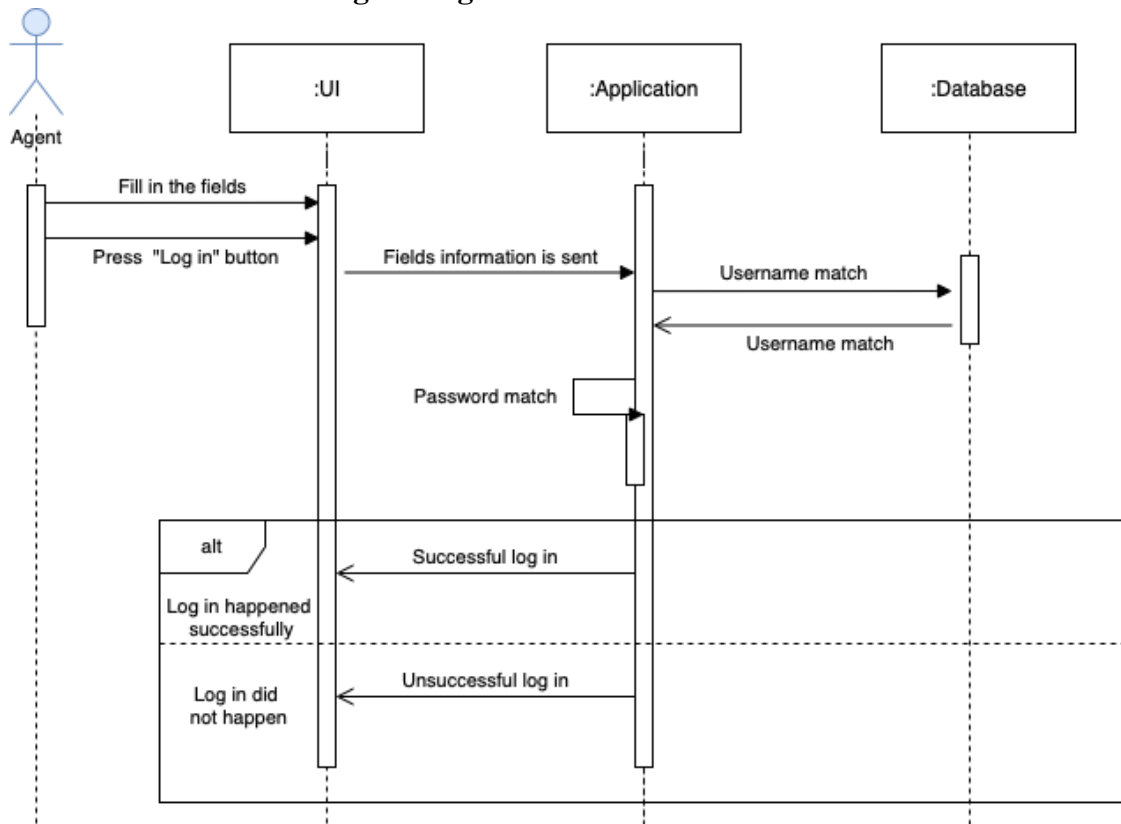 :UI
:Application
:Database
Agent
Fill in the fields
Press "Log in" button
Fields information is sent
Username match
Username match
Password match
alt
Successful log in
Log in happened
successfully
Unsuccessful log in
Log in did
not happen